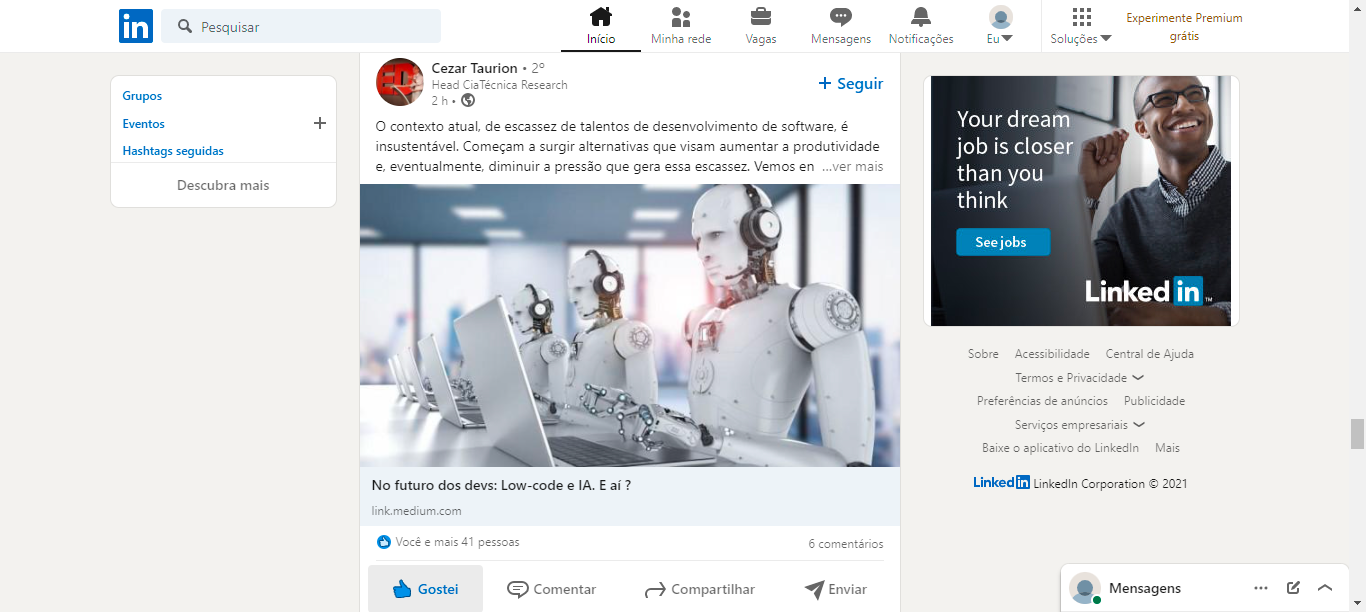 in
Pesquisar
Início
Minha rede
Vagas
Mensagens
Notificações
Eu
Soluções
Experimente Premium
grátis
Grupos
Eventos
Hashtags seguidas
Descubra mais
Cezar Taurion • 2º
Head CiaTécnica Research
2 h •
+ Seguir
O contexto atual, de escassez de talentos de desenvolvimento de software, é
insustentável. Começam a surgir alternativas que visam aumentar a produtividade
e, eventualmente, diminuir a pressão que gera essa escassez. Vemos en ...ver mais
No futuro dos devs: Low-code e IA. E aí ?
link.medium.com
Você e mais 41 pessoas
6 comentários
Gostei
Comentar
Compartilhar
Enviar
Your dream
job is closer
than you
think
See jobs
Linked in ™
Sobre Acessibilidade Central de Ajuda
Termos e Privacidade
Preferências de anúncios Publicidade
Serviços empresariais
Baixe o aplicativo do LinkedIn Mais
Linked in LinkedIn Corporation © 2021
Mensagens